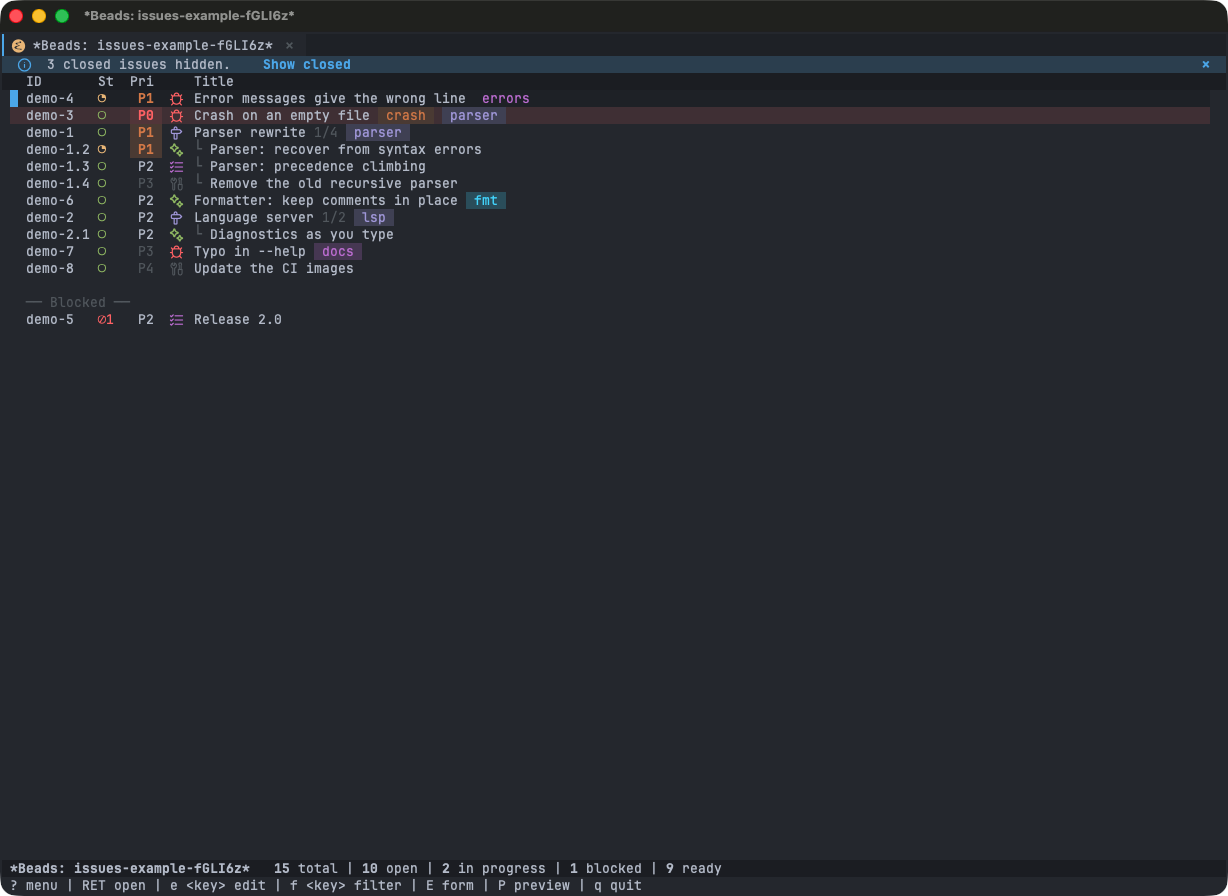 *Beads: issues-example-fGLI6z*
*Beads: issues-example-fGLI6z* ×
3 closed issues hidden. Show closed ×
ID St Pri Title
demo-4 P1 Error messages give the wrong line errors
demo-3 P0 Crash on an empty file crash parser
demo-1 P1 Parser rewrite 1/4 parser
demo-1.2 P1 └ Parser: recover from syntax errors
demo-1.3 P2 └ Parser: precedence climbing
demo-1.4 P3 └ Remove the old recursive parser
demo-6 P2 Formatter: keep comments in place fmt
demo-2 P2 Language server 1/2 lsp
demo-2.1 P2 └ Diagnostics as you type
demo-7 P3 Typo in --help docs
demo-8 P4 Update the CI images
── Blocked ──
demo-5 ∅1 P2 Release 2.0
*Beads: issues-example-fGLI6z* 15 total | 10 open | 2 in progress | 1 blocked | 9 ready
? menu | RET open | e <key> edit | f <key> filter | E form | P preview | q quit